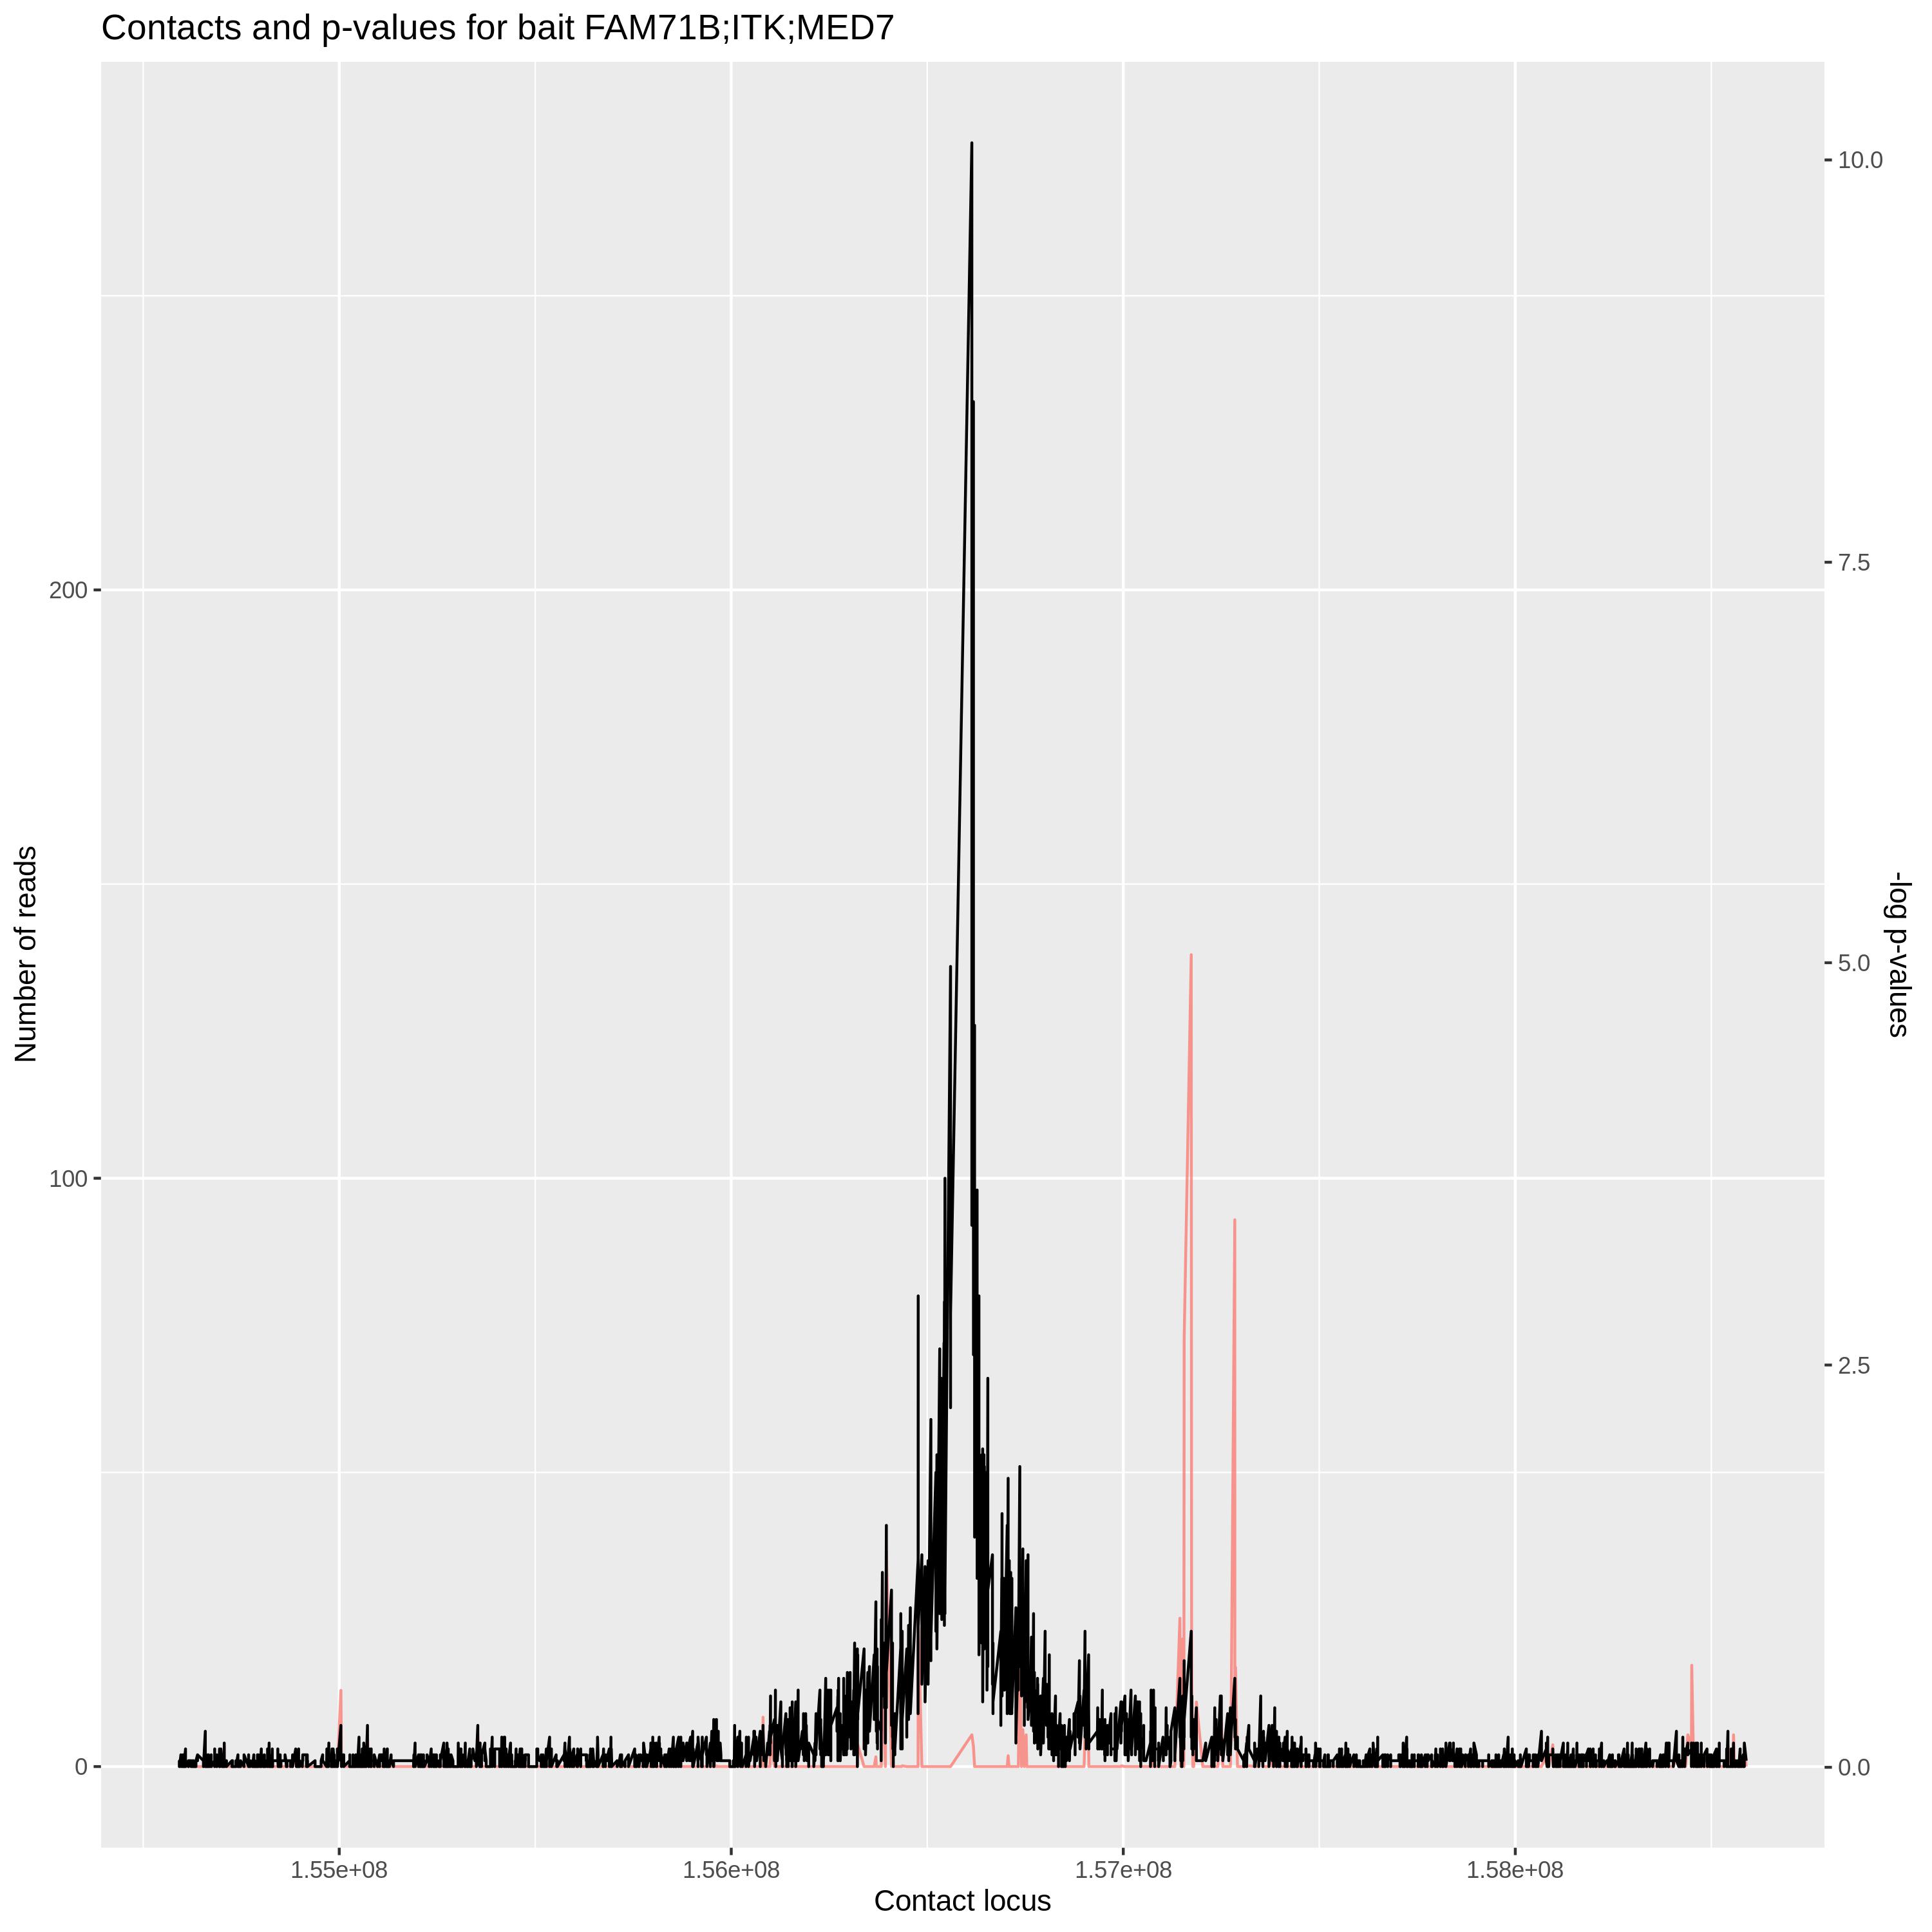 Contacts and p-values for bait FAM71B;ITK;MED7
10.0
7.5
200
5.0
Number of reads
-log p-values
100
2.5
0
0.0
1.55e+08
1.56e+08
1.57e+08
1.58e+08
Contact locus